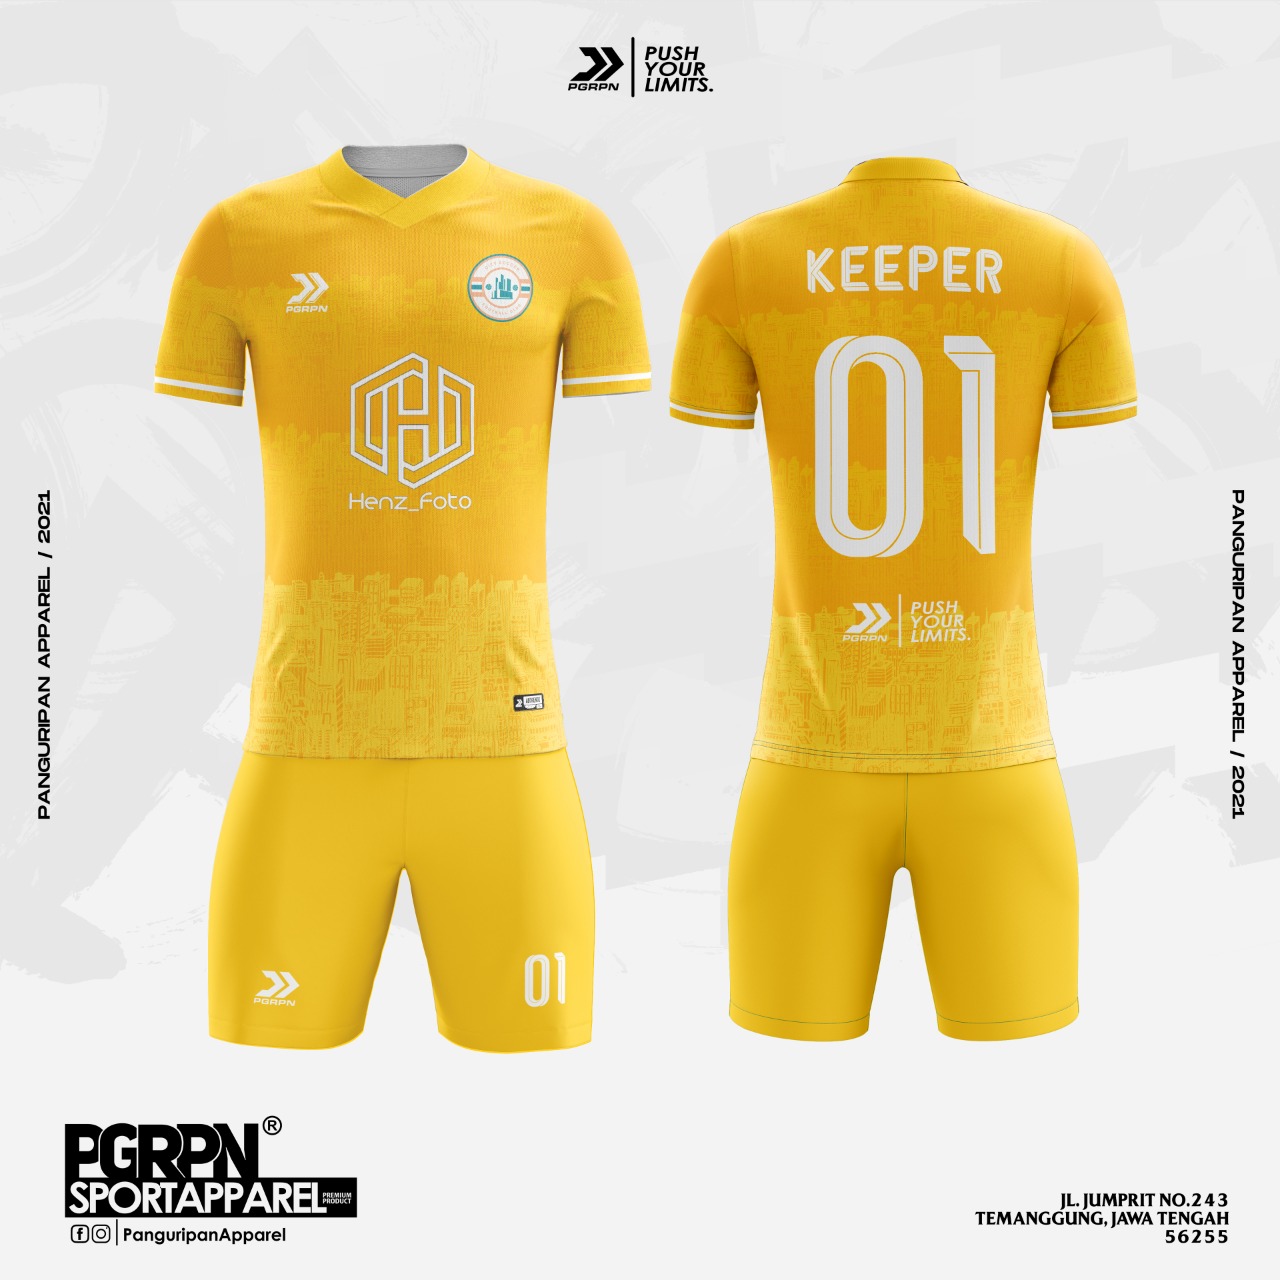 PGRPN
PUSH
YOUR
LIMITS.
PGRPN
Henz_Foto
KEEPER
01
PGRPN
PUSH
YOUR
LIMITS.
PANGURIPAN APPAREL / 2021
PANGURIPAN APPAREL / 2021
PGRPN
01
PGRPN®
SPORTAPPAREL PREMIUM
PRODUCT
PanguripanApparel
JL. JUMPRIT NO.243
TEMANGGUNG, JAWA TENGAH
56255